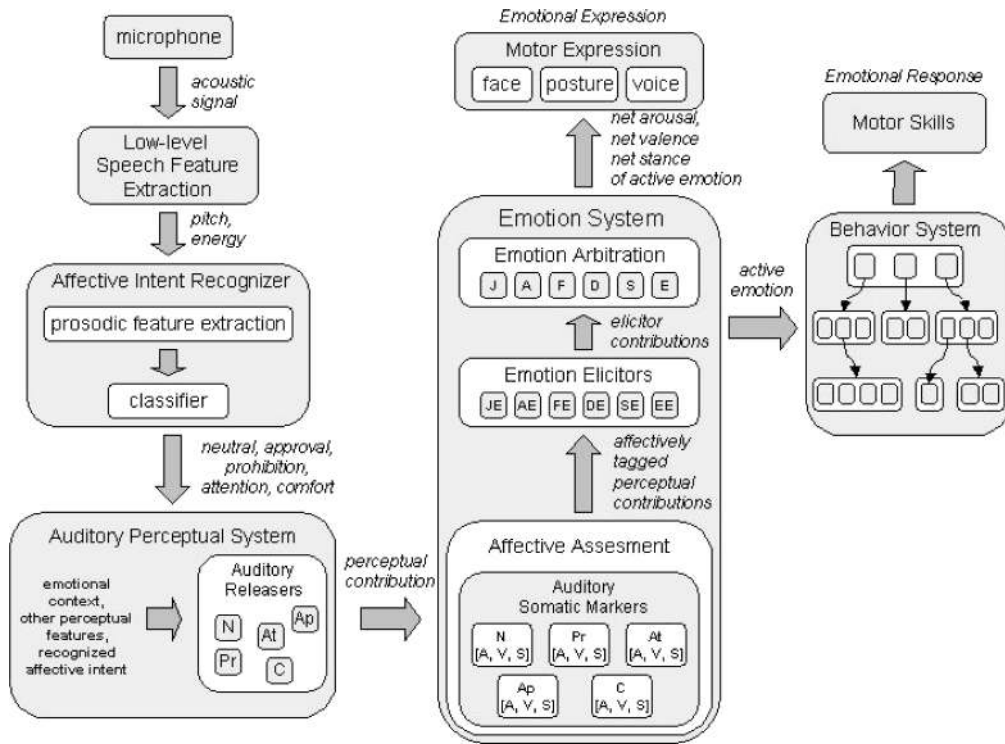 microphone
acoustic
signal
Low-level
Speech Feature
Extraction
pitch,
energy
Affective Intent Recognizer
prosodic feature extraction
classifier
neutral, approval,
prohibition,
attention, comfort
Auditory Perceptual System
emotional
context,
other perceptual
features,
recognized
affective intent
Auditory
Releasers
N
At
Ap
Pr
C
perceptual
contribution
Emotional Expression
Motor Expression
face posture voice
net arousal,
net valence
net stance
of active emotion
Emotion System
Emotion Arbitration
J A F D S E
elicitor
contributions
Emotion Elicitors
JE AE FE DE SE EE
affectively
tagged
perceptual
contributions
Affective Assesment
Auditory
Somatic Markers
N
[A, V, S]
Pr
[A, V, S]
At
[A, V, S]
Ap
[A, V, S]
C
[A, V, S]
active
emotion
Emotional Response
Motor Skills
Behavior System